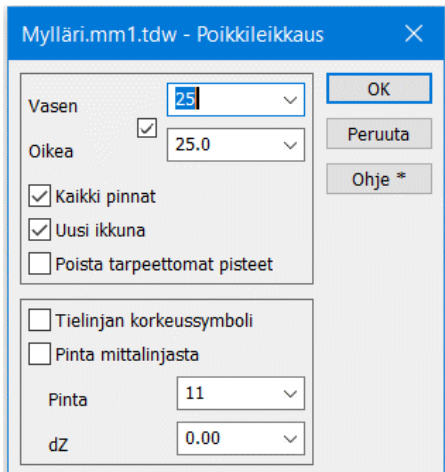 Mylläri.mm1.tdw - Poikkileikkaus
Vasen 25
Oikea 25.0
Kaikki pinnat
Uusi ikkuna
Poista tarpeettomat pisteet
OK
Peruuta
Ohje *
Tielinjan korkeussymboli
Pinta mittalinjasta
Pinta 11
dZ 0.00